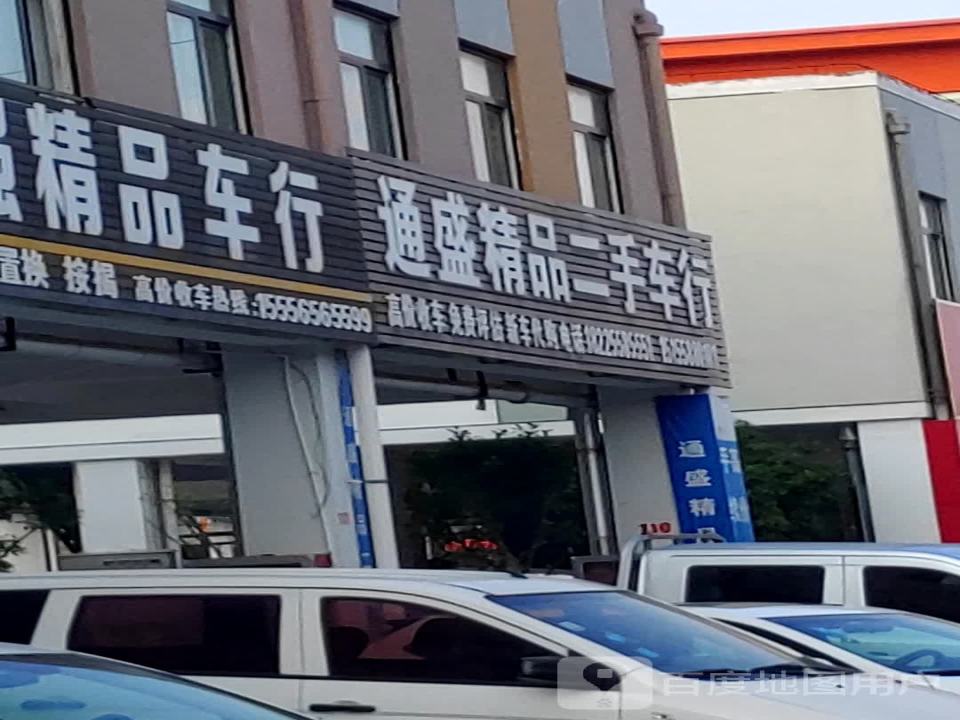 精品车行
置换 按揭 高价收车热线:15556565599
通盛精品二手车行
高价收车免费评估新车代购电话:18225585551
通盛精品
110
百度地图用户